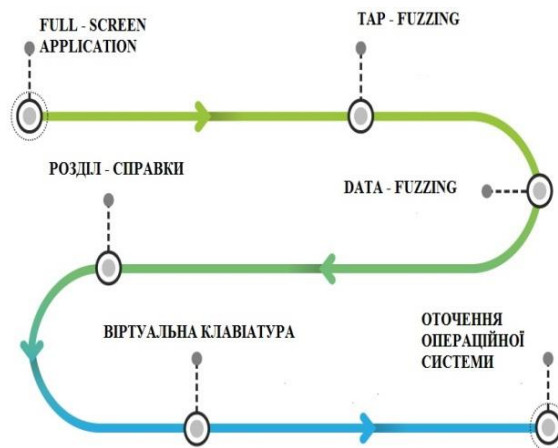 FULL - SCREEN
APPLICATION
TAP - FUZZING
DATA - FUZZING
РОЗДІЛ - СПРАВКИ
ВІРТУАЛЬНА КЛАВІАТУРА
ОТОЧЕННЯ
ОПЕРАЦІЙНОЇ
СИСТЕМИ